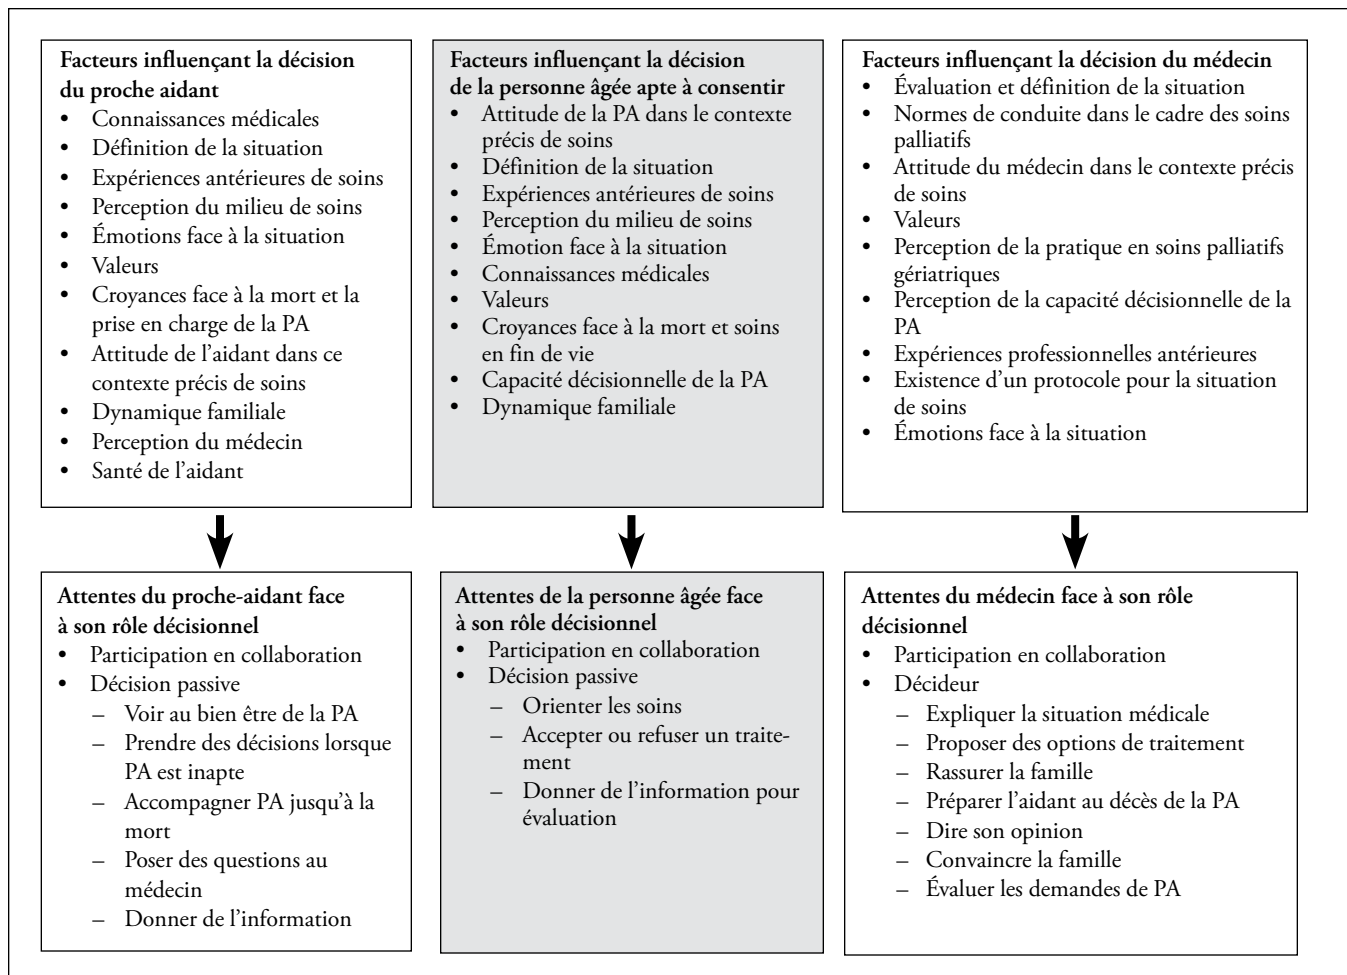 Facteurs influençant la décision
du proche aidant
• Connaissances médicales
• Définition de la situation
• Expériences antérieures de soins
• Perception du milieu de soins
• Émotions face à la situation
• Valeurs
• Croyances face à la mort et la
prise en charge de la PA
• Attitude de l'aidant dans ce
contexte précis de soins
• Dynamique familiale
• Perception du médecin
• Santé de l'aidant
Facteurs influençant la décision
de la personne âgée apte à consentir
• Attitude de la PA dans le contexte
précis de soins
• Définition de la situation
• Expériences antérieures de soins
• Perception du milieu de soins
• Émotion face à la situation
• Connaissances médicales
• Valeurs
• Croyances face à la mort et soins
en fin de vie
• Capacité décisionnelle de la PA
• Dynamique familiale
Facteurs influençant la décision du médecin
• Évaluation et définition de la situation
• Normes de conduite dans le cadre des soins
palliatifs
• Attitude du médecin dans le contexte précis
de soins
• Valeurs
• Perception de la pratique en soins palliatifs
gériatriques
• Perception de la capacité décisionnelle de la
PA
• Expériences professionnelles antérieures
• Existence d'un protocole pour la situation
de soins
• Émotions face à la situation
Attentes du proche-aidant face
à son rôle décisionnel
• Participation en collaboration
• Décision passive
– Voir au bien être de la PA
– Prendre des décisions lorsque
PA est inapte
– Accompagner PA jusqu'à la
mort
– Poser des questions au
médecin
– Donner de l'information
Attentes de la personne âgée face
à son rôle décisionnel
• Participation en collaboration
• Décision passive
– Orienter les soins
– Accepter ou refuser un traite-
ment
– Donner de l'information pour
évaluation
Attentes du médecin face à son rôle
décisionnel
• Participation en collaboration
• Décideur
– Expliquer la situation médicale
– Proposer des options de traitement
– Rassurer la famille
– Préparer l'aidant au décès de la PA
– Dire son opinion
– Convaincre la famille
– Évaluer les demandes de PA